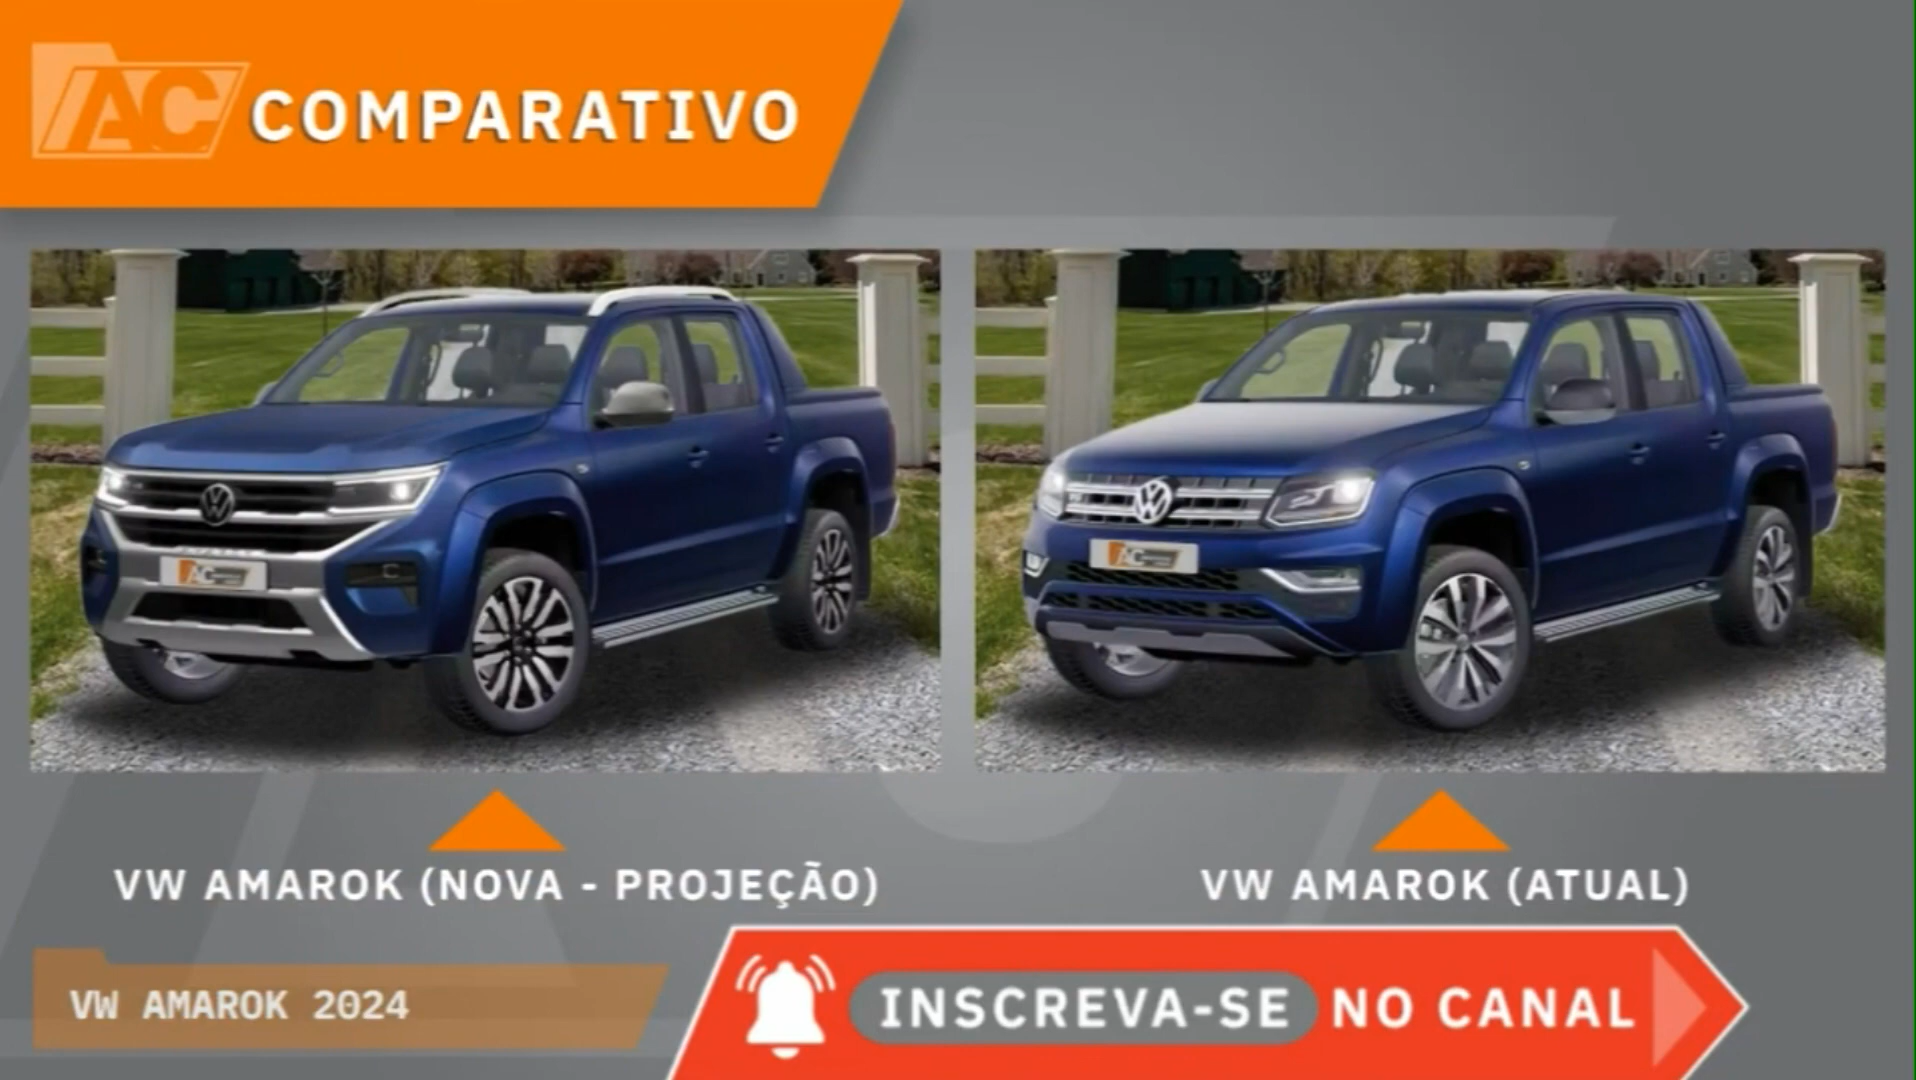 AC COMPARATIVO
VW AMAROK (NOVA - PROJEÇÃO)
VW AMAROK (ATUAL)
VW AMAROK 2024
INSCREVA-SE NO CANAL